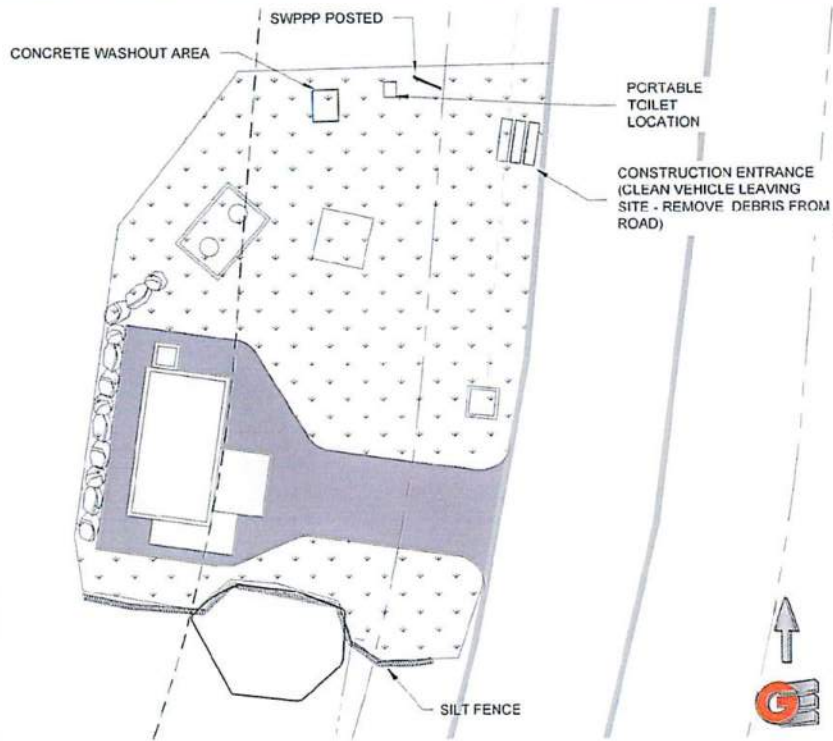 SWPPP POSTED
CONCRETE WASHOUT AREA
PORTABLE
TOILET
LOCATION
CONSTRUCTION ENTRANCE
(CLEAN VEHICLE LEAVING
SITE - REMOVE DEBRIS FROM
ROAD)
SILT FENCE
GE